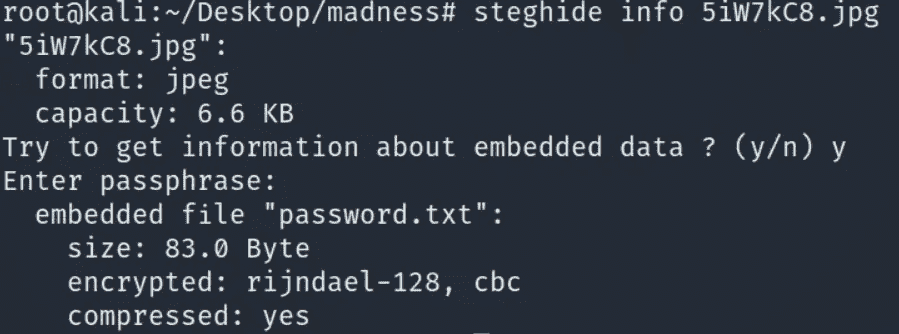 root@kali:~/Desktop/madness# steghide info 5iW7kC8.jpg
"5iW7kC8.jpg":
  format: jpeg
  capacity: 6.6 KB
Try to get information about embedded data ? (y/n) y
Enter passphrase:
  embedded file "password.txt":
    size: 83.0 Byte
    encrypted: rijndael-128, cbc
    compressed: yes